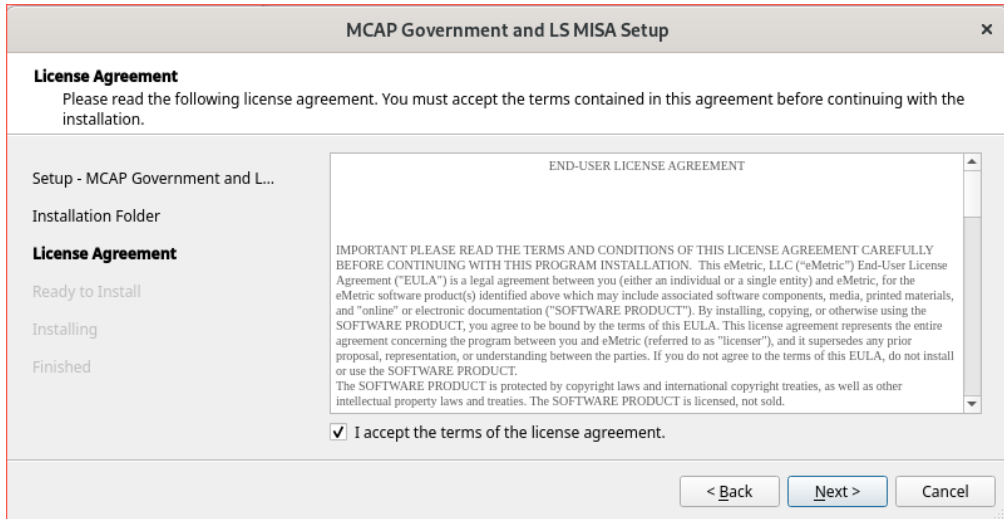 MCAP Government and LS MISA Setup
×
License Agreement
Please read the following license agreement. You must accept the terms contained in this agreement before continuing with the
installation.
Setup - MCAP Government and L...
Installation Folder
License Agreement
Ready to Install
Installing
Finished
END-USER LICENSE AGREEMENT
IMPORTANT PLEASE READ THE TERMS AND CONDITIONS OF THIS LICENSE AGREEMENT CAREFULLY
BEFORE CONTINUING WITH THIS PROGRAM INSTALLATION. This eMetric, LLC (“eMetric”) End-User License
Agreement ("EULA") is a legal agreement between you (either an individual or a single entity) and eMetric, for the
eMetric software product(s) identified above which may include associated software components, media, printed materials,
and "online" or electronic documentation ("SOFTWARE PRODUCT"). By installing, copying, or otherwise using the
SOFTWARE PRODUCT, you agree to be bound by the terms of this EULA. This license agreement represents the entire
agreement concerning the program between you and eMetric (referred to as "licenser"), and it supersedes any prior
proposal, representation, or understanding between the parties. If you do not agree to the terms of this EULA, do not install
or use the SOFTWARE PRODUCT.
The SOFTWARE PRODUCT is protected by copyright laws and international copyright treaties, as well as other
intellectual property laws and treaties. The SOFTWARE PRODUCT is licensed, not sold.
I accept the terms of the license agreement.
< Back
Next >
Cancel